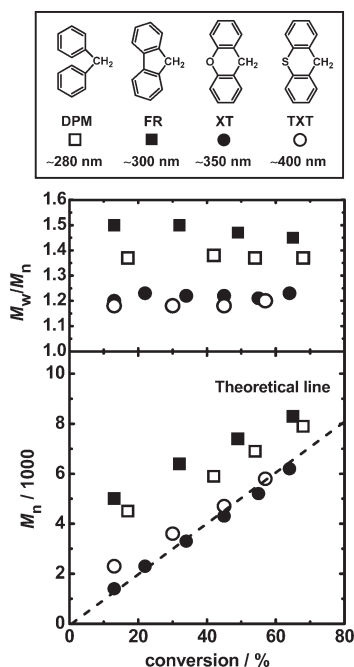 CH2
CH2
O
CH2
S
CH2
DPM FR XT TXT
~280 nm ~300 nm ~350 nm ~400 nm
1.6
1.5
1.4
1.3
1.2
1.1
1.0
Mw/Mn
Theoretical line
10
8
6
4
2
0
Mn / 1000
0 20 40 60 80
conversion / %